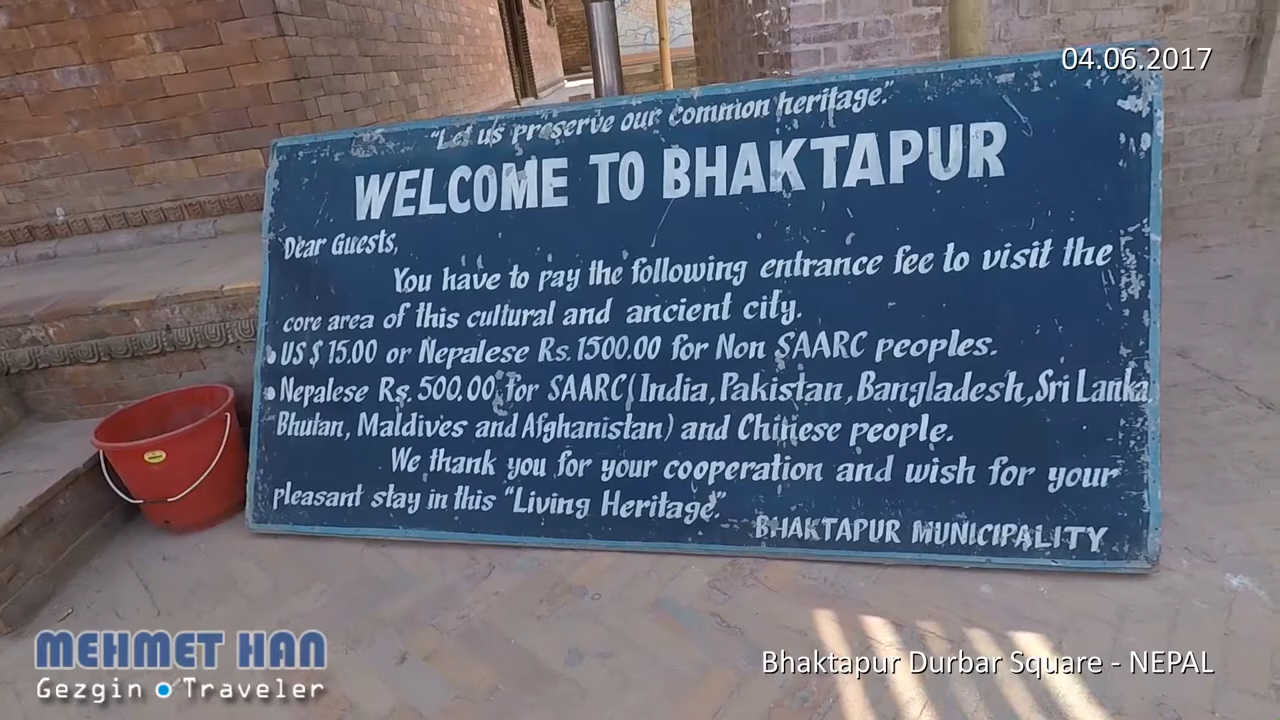 04.06.2017
"Let us preserve our common heritage."
WELCOME TO BHAKTAPUR
Dear Guests,
You have to pay the following entrance fee to visit the
core area of this cultural and ancient city.
• US $ 15.00 or Nepalese Rs. 1500.00 for Non SAARC peoples.
• Nepalese Rs. 500.00 for SAARC (India, Pakistan, Bangladesh, Sri Lanka,
Bhutan, Maldives and Afghanistan) and Chinese people.
We thank you for your cooperation and wish for your
pleasant stay in this "Living Heritage".
BHAKTAPUR MUNICIPALITY
MEHMET HAN
Gezgin • Traveler
Bhaktapur Durbar Square - NEPAL